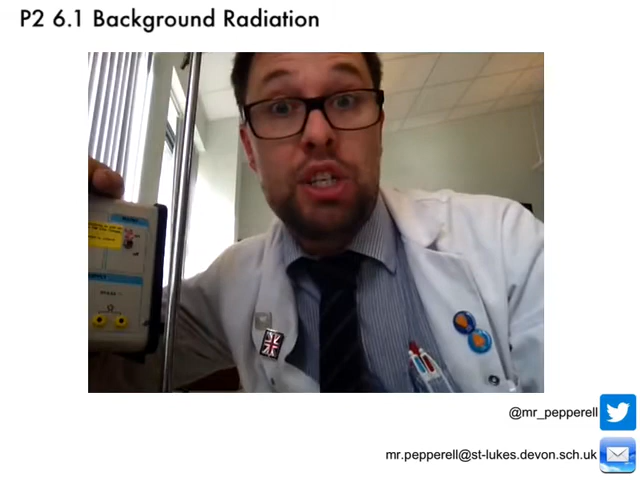 P2 6.1 Background Radiation
@mr_pepperell
mr.pepperell@st-lukes.devon.sch.uk